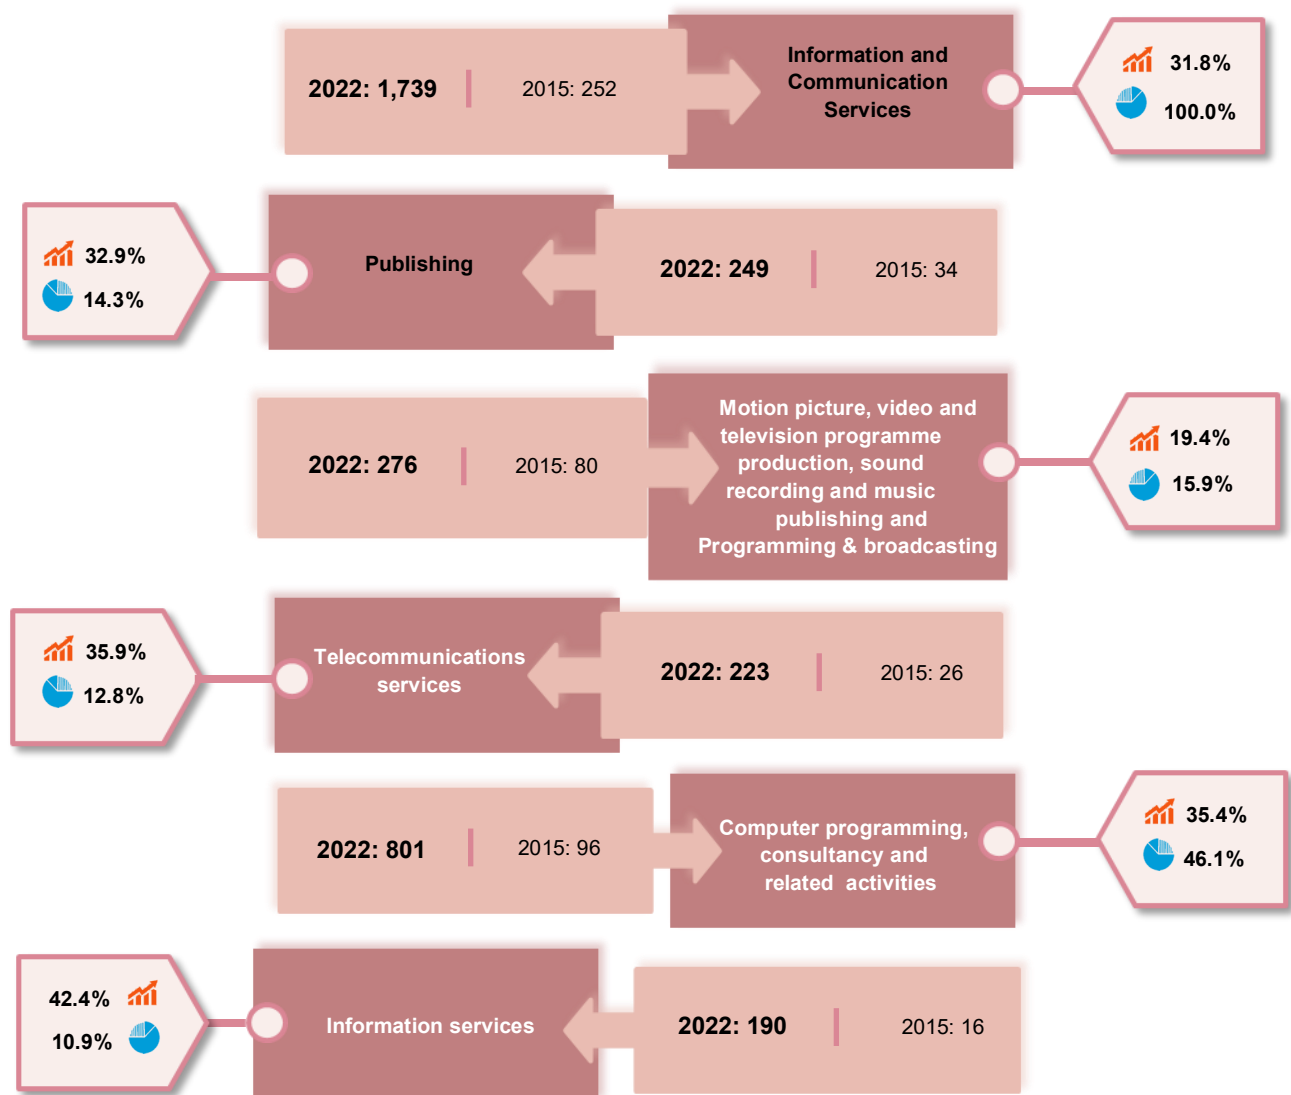 2022: 1,739
2015: 252
Information and
Communication
Services
31.8%
100.0%
32.9%
14.3%
Publishing
2022: 249
2015: 34
2022: 276
2015: 80
Motion picture, video and
television programme
production, sound
recording and music
publishing and
Programming & broadcasting
19.4%
15.9%
35.9%
12.8%
Telecommunications
services
2022: 223
2015: 26
2022: 801
2015: 96
Computer programming,
consultancy and
related activities
35.4%
46.1%
42.4%
10.9%
Information services
2022: 190
2015: 16